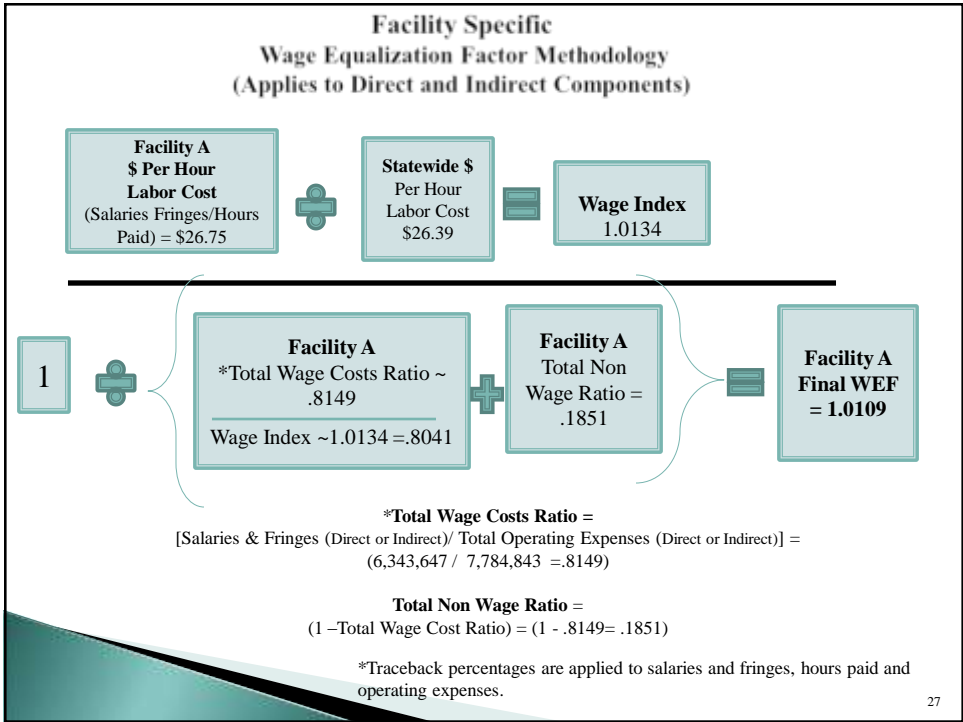 Facility Specific
Wage Equalization Factor Methodology
(Applies to Direct and Indirect Components)
Facility A
$ Per Hour
Labor Cost
(Salaries Fringes/Hours
Paid) = $26.75
Statewide $
Per Hour
Labor Cost
$26.39
Wage Index
1.0134
1
Facility A
*Total Wage Costs Ratio ~
.8149
Wage Index ~1.0134 =.8041
Facility A
Total Non
Wage Ratio =
.1851
Facility A
Final WEF
= 1.0109
*Total Wage Costs Ratio =
[Salaries & Fringes (Direct or Indirect)/ Total Operating Expenses (Direct or Indirect)] =
(6,343,647 / 7,784,843 =.8149)
Total Non Wage Ratio =
(1 –Total Wage Cost Ratio) = (1 - .8149= .1851)
*Traceback percentages are applied to salaries and fringes, hours paid and
operating expenses.
27